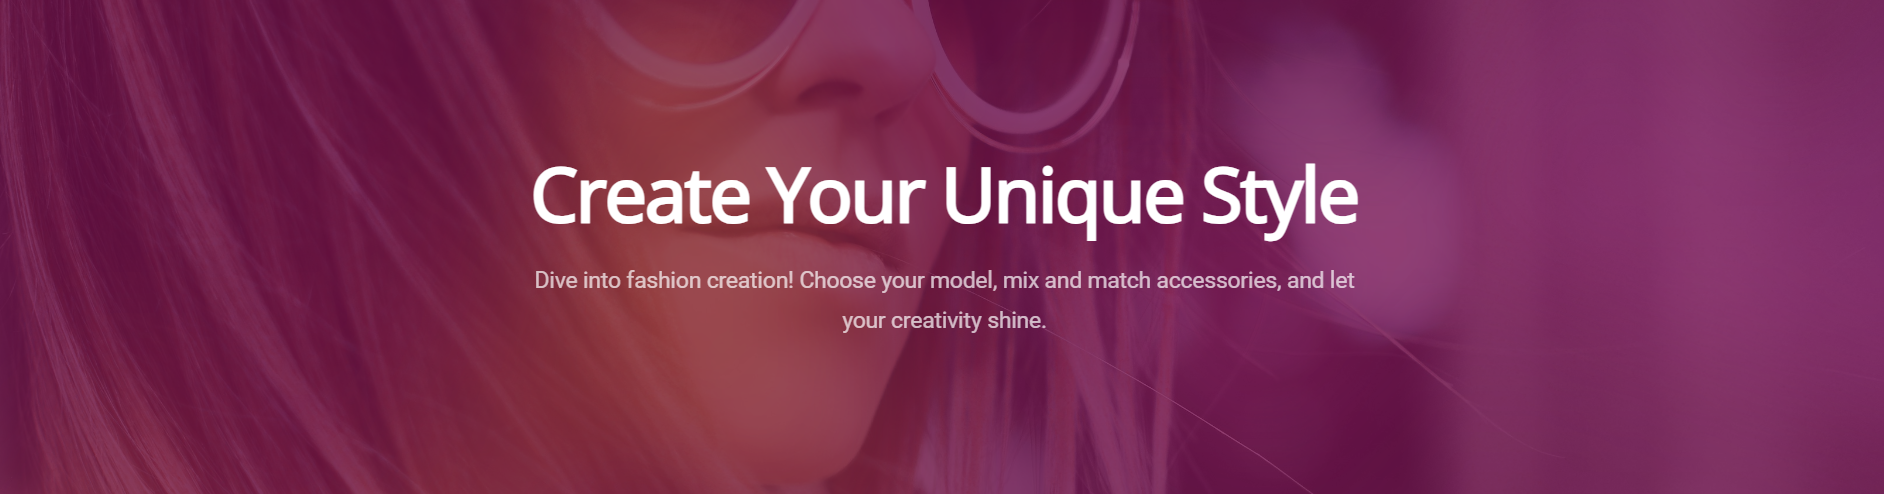 Create Your Unique Style
Dive into fashion creation! Choose your model, mix and match accessories, and let
your creativity shine.